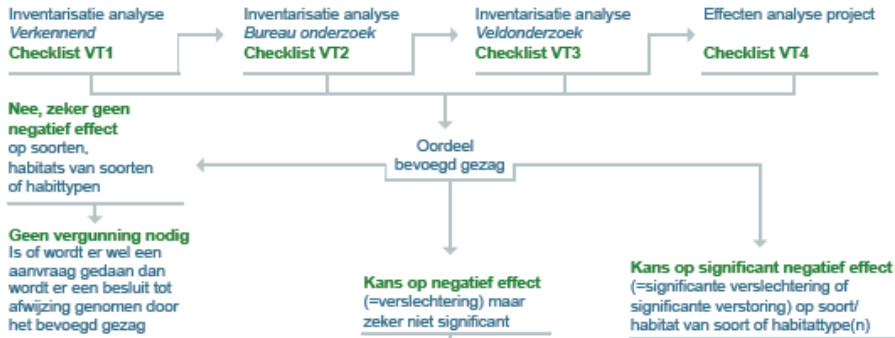 Inventarisatie analyse
Verkennend
Checklist VT1
Inventarisatie analyse
Bureau onderzoek
Checklist VT2
Inventarisatie analyse
Veldonderzoek
Checklist VT3
Effecten analyse project
Checklist VT4
Nee, zeker geen
negatief effect
op soorten,
habitats van soorten
of habittypen
Oordeel
bevoegd gezag
Geen vergunning nodig
Is of wordt er wel een
aanvraag gedaan dan
wordt er een besluit tot
afwijzing genomen door
het bevoegd gezag
Kans op negatief effect
(=verslechtering) maar
zeker niet significant
Kans op significant negatief effect
(=significante verslechtering of
significante verstoring) op soort/
habitat van soort of habitattype(n)